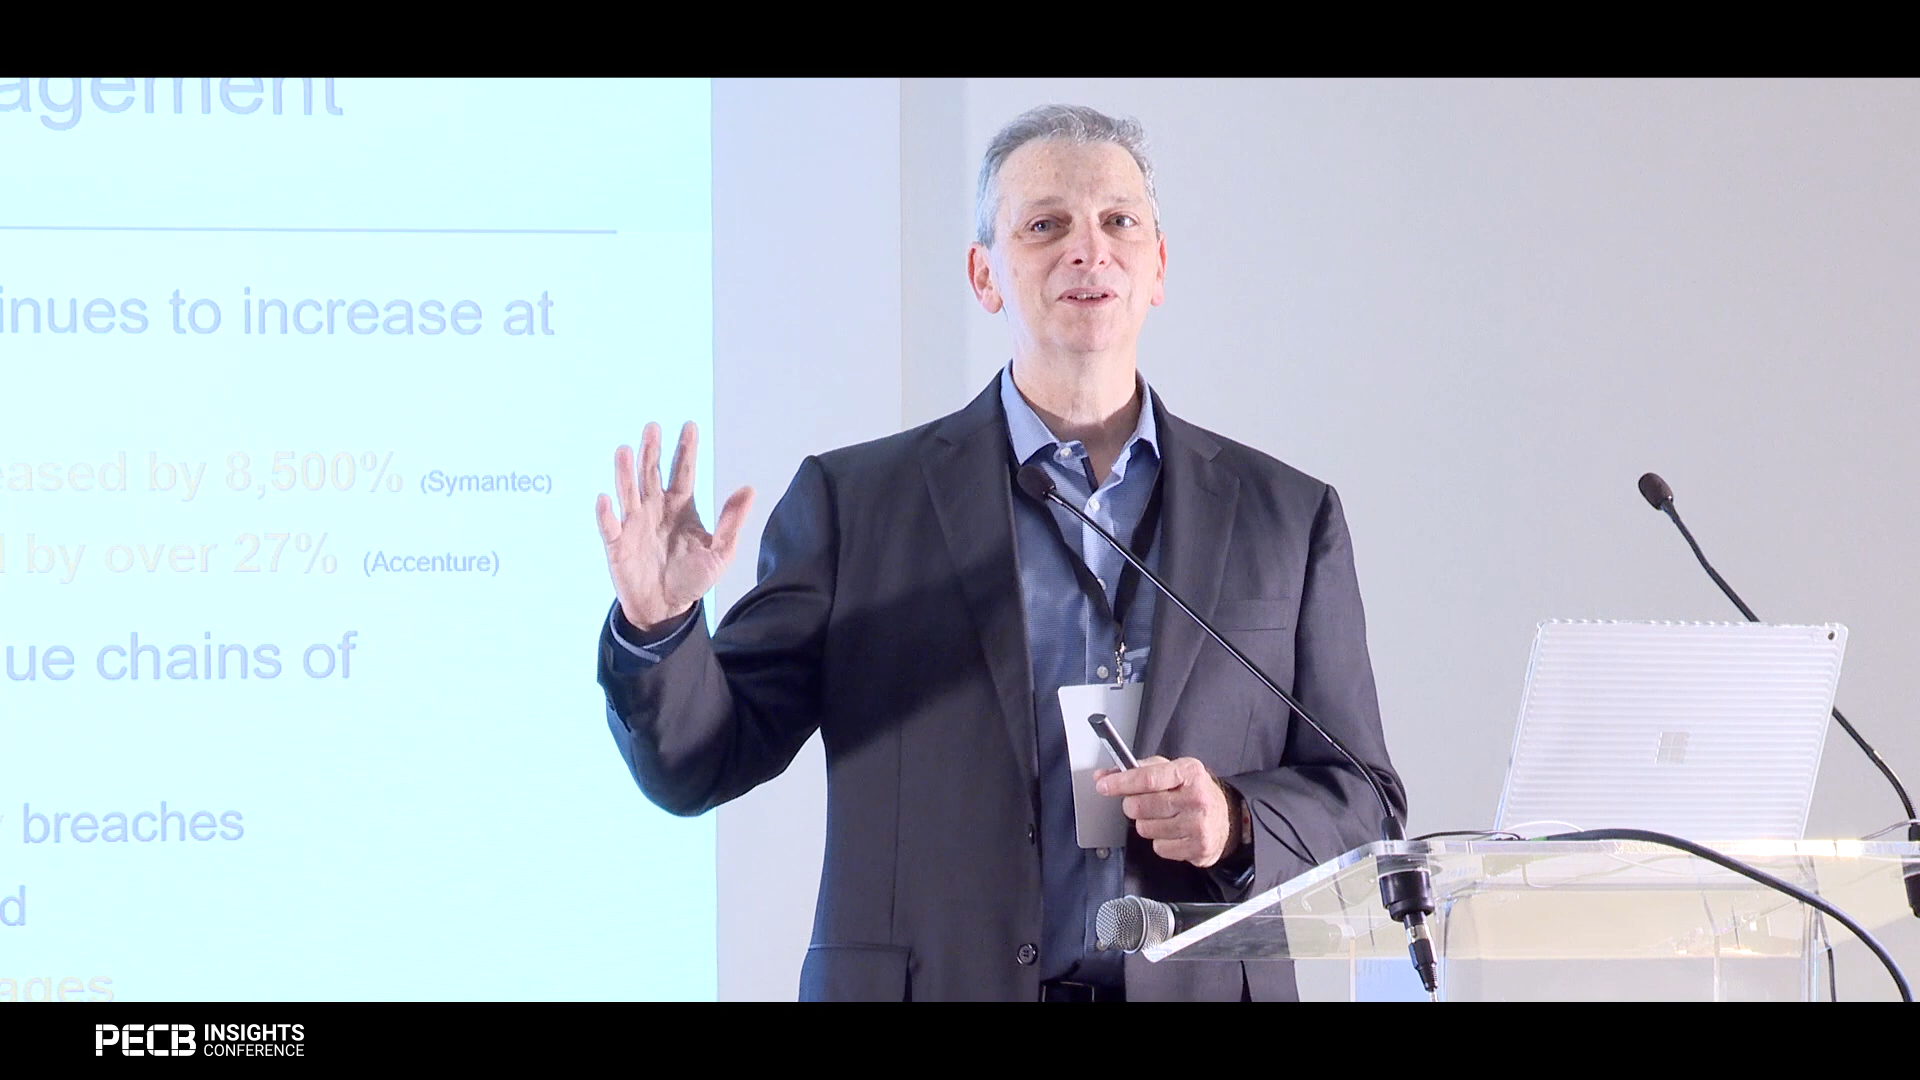 agement
inues to increase at
eased by 8,500% (Symantec)
by over 27% (Accenture)
ue chains of
breaches
d
ages
PECB INSIGHTS
CONFERENCE